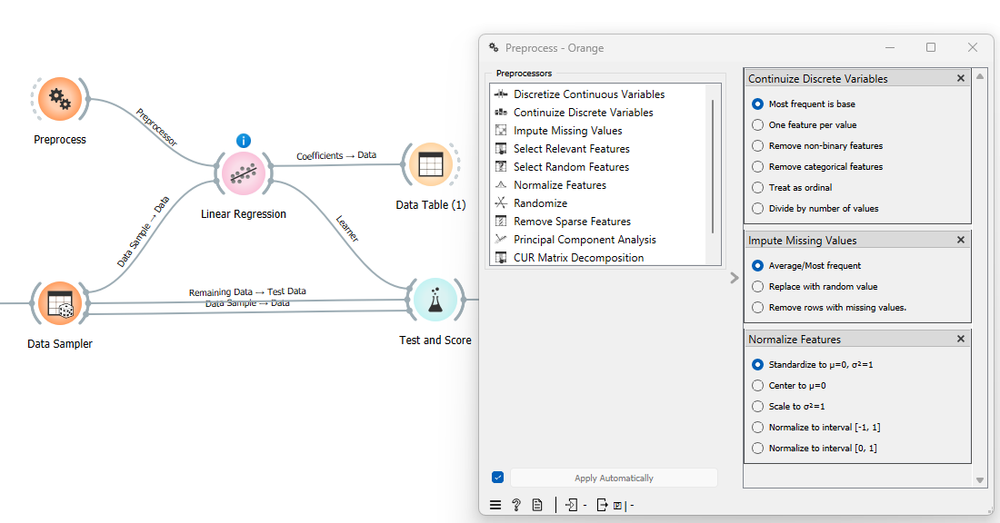 Preprocess - Orange
Preprocessors
Discretize Continuous Variables
Continuize Discrete Variables
Impute Missing Values
Select Relevant Features
Select Random Features
Normalize Features
Randomize
Remove Sparse Features
Principal Component Analysis
CUR Matrix Decomposition
Continuize Discrete Variables
Most frequent is base
One feature per value
Remove non-binary features
Remove categorical features
Treat as ordinal
Divide by number of values
Impute Missing Values
Average/Most frequent
Replace with random value
Remove rows with missing values.
Normalize Features
Standardize to μ=0, σ²=1
Center to μ=0
Scale to σ²=1
Normalize to interval [-1, 1]
Normalize to interval [0, 1]
Apply Automatically
Preprocess
Preprocessor
Linear Regression
Coefficients → Data
Data Table (1)
Data Sample → Data
Learner
Remaining Data → Test Data
Data Sample → Data
Data Sampler
Test and Score